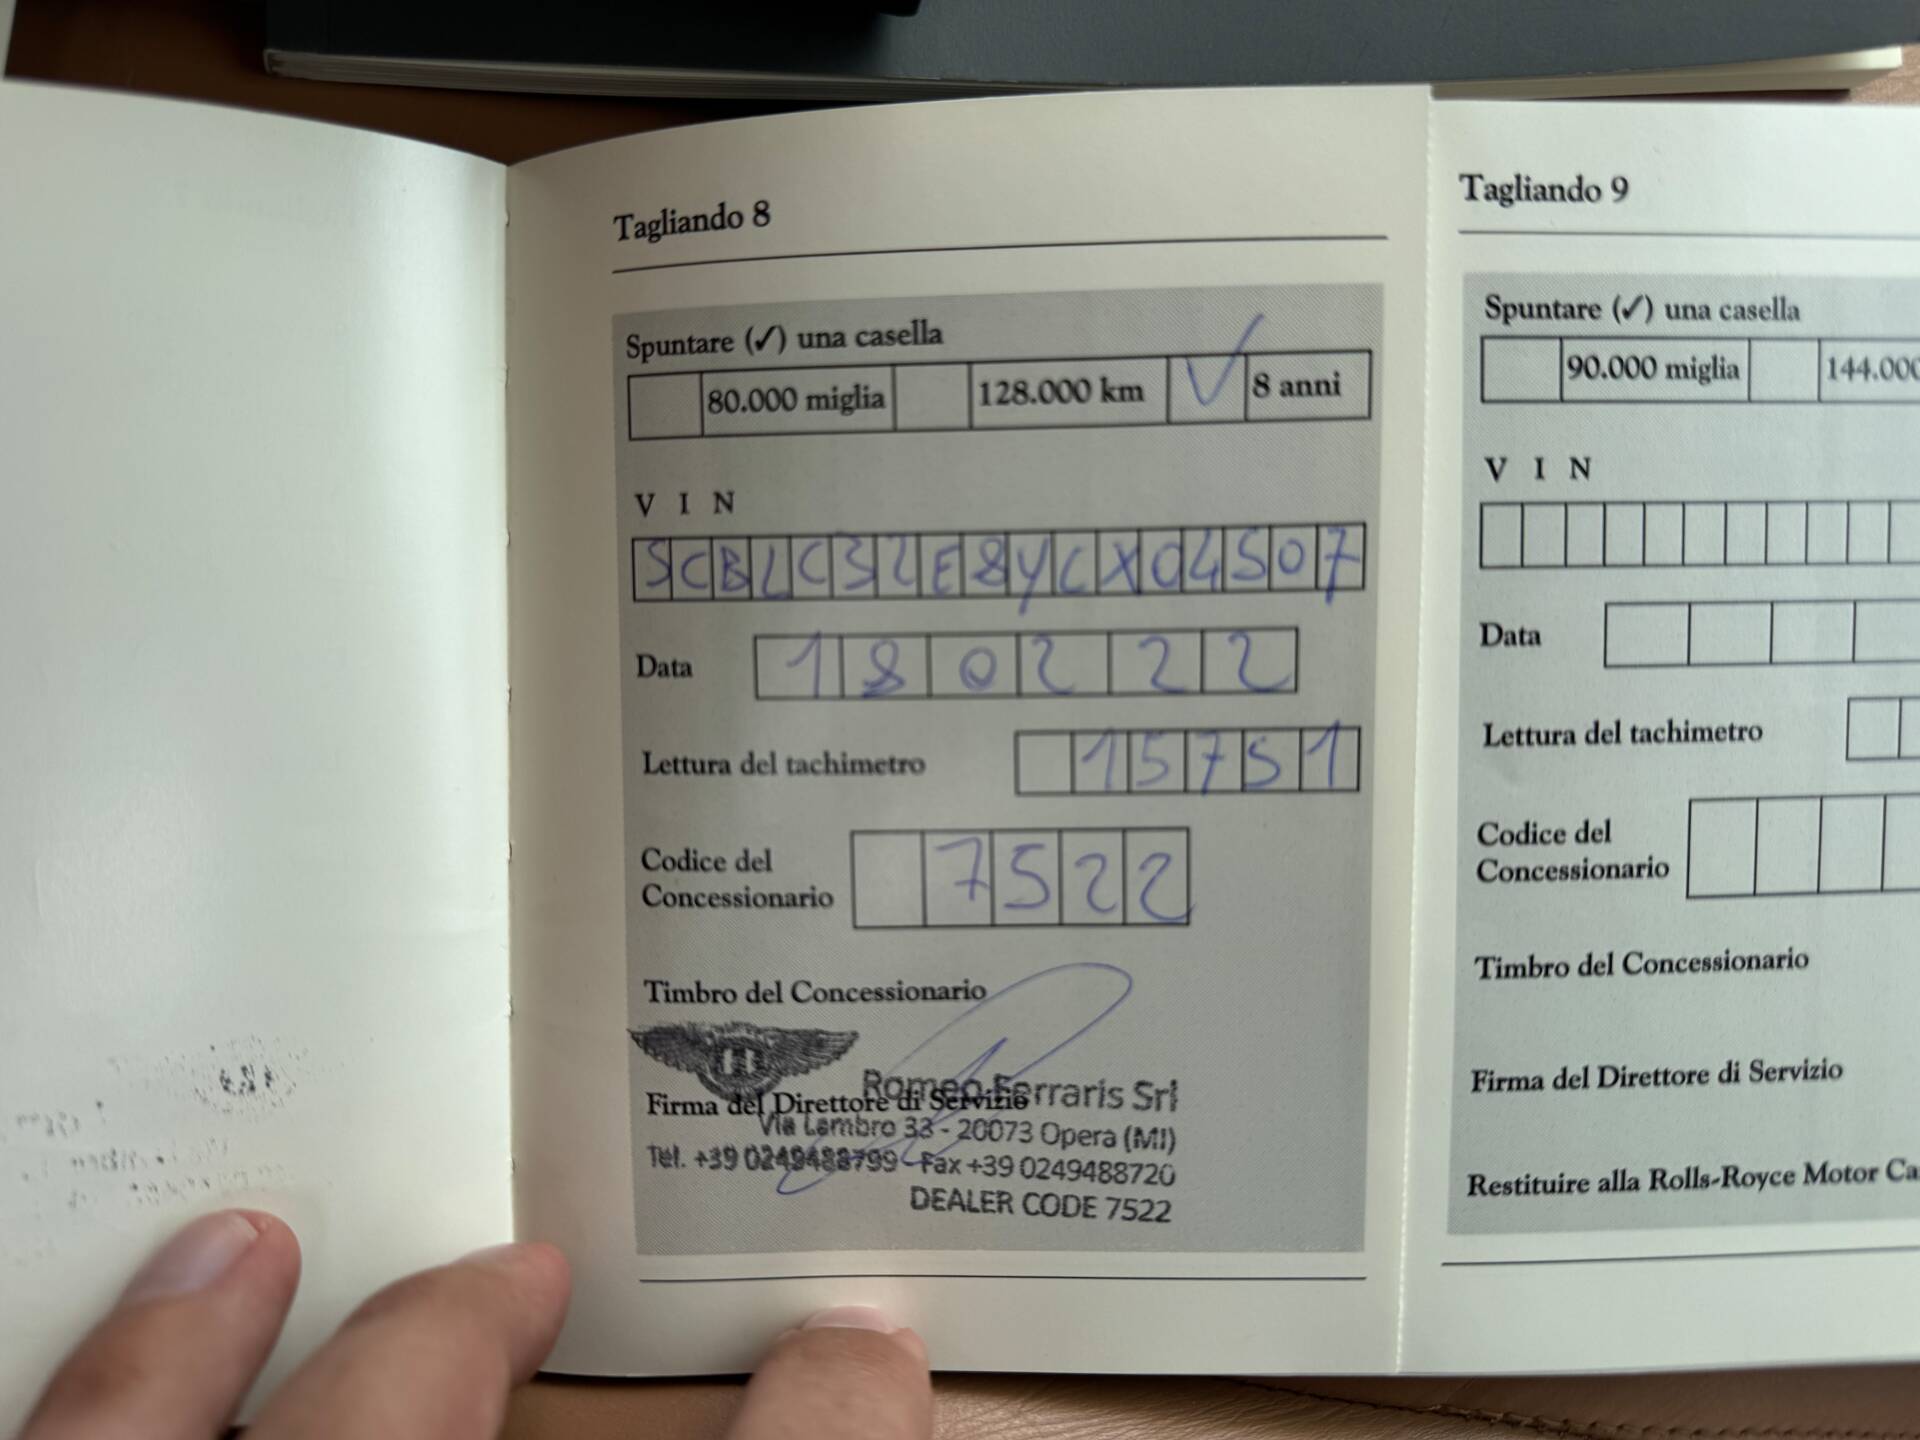 Tagliando 8
Spuntare (✓) una casella
80.000 miglia 128.000 km ✓ 8 anni
V I N
SCBLC32E8YCX04507
Data 180222
Lettura del tachimetro 15751
Codice del
Concessionario 7522
Timbro del Concessionario
Romeo Ferraris Srl
Firma del Direttore di Servizio
Via Lambro 33 - 20073 Opera (MI)
Tel. +39 0249488799 - Fax +39 0249488720
DEALER CODE 7522
Tagliando 9
Spuntare (✓) una casella
90.000 miglia 144.000
V I N
Data
Lettura del tachimetro
Codice del
Concessionario
Timbro del Concessionario
Firma del Direttore di Servizio
Restituire alla Rolls-Royce Motor Ca